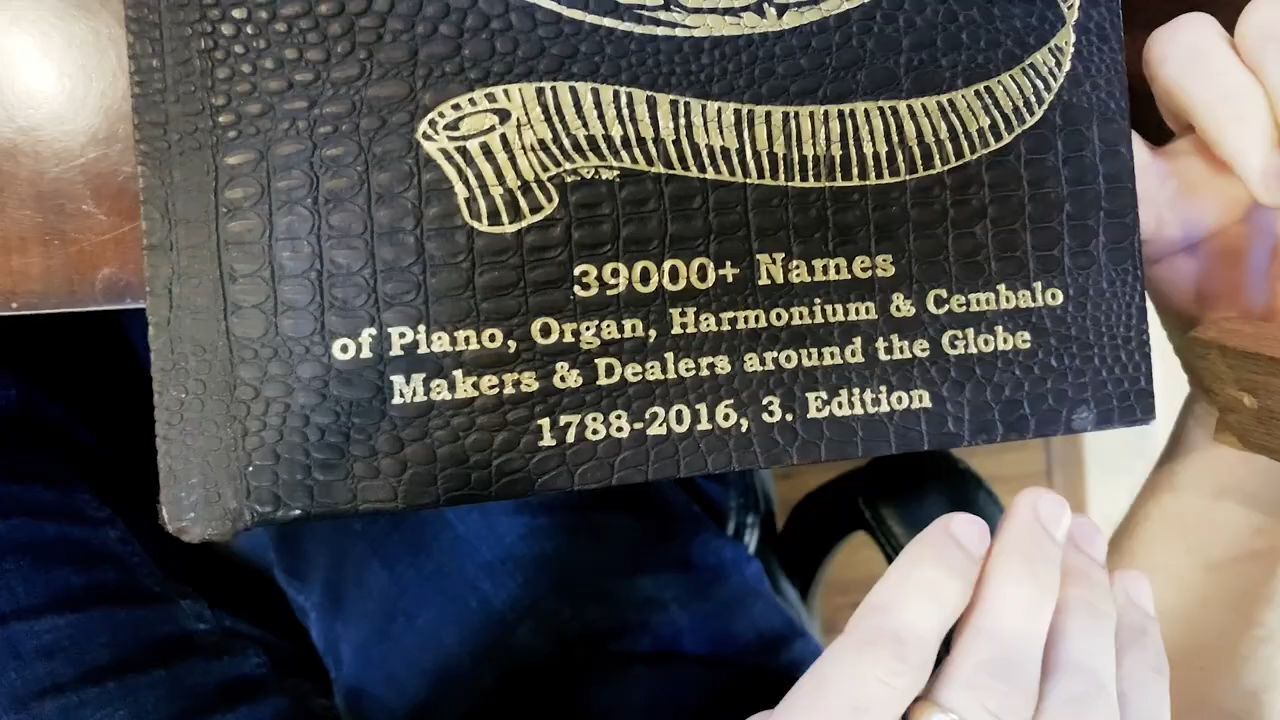 39000+ Names
of Piano, Organ, Harmonium & Cembalo
Makers & Dealers around the Globe
1788-2016, 3. Edition